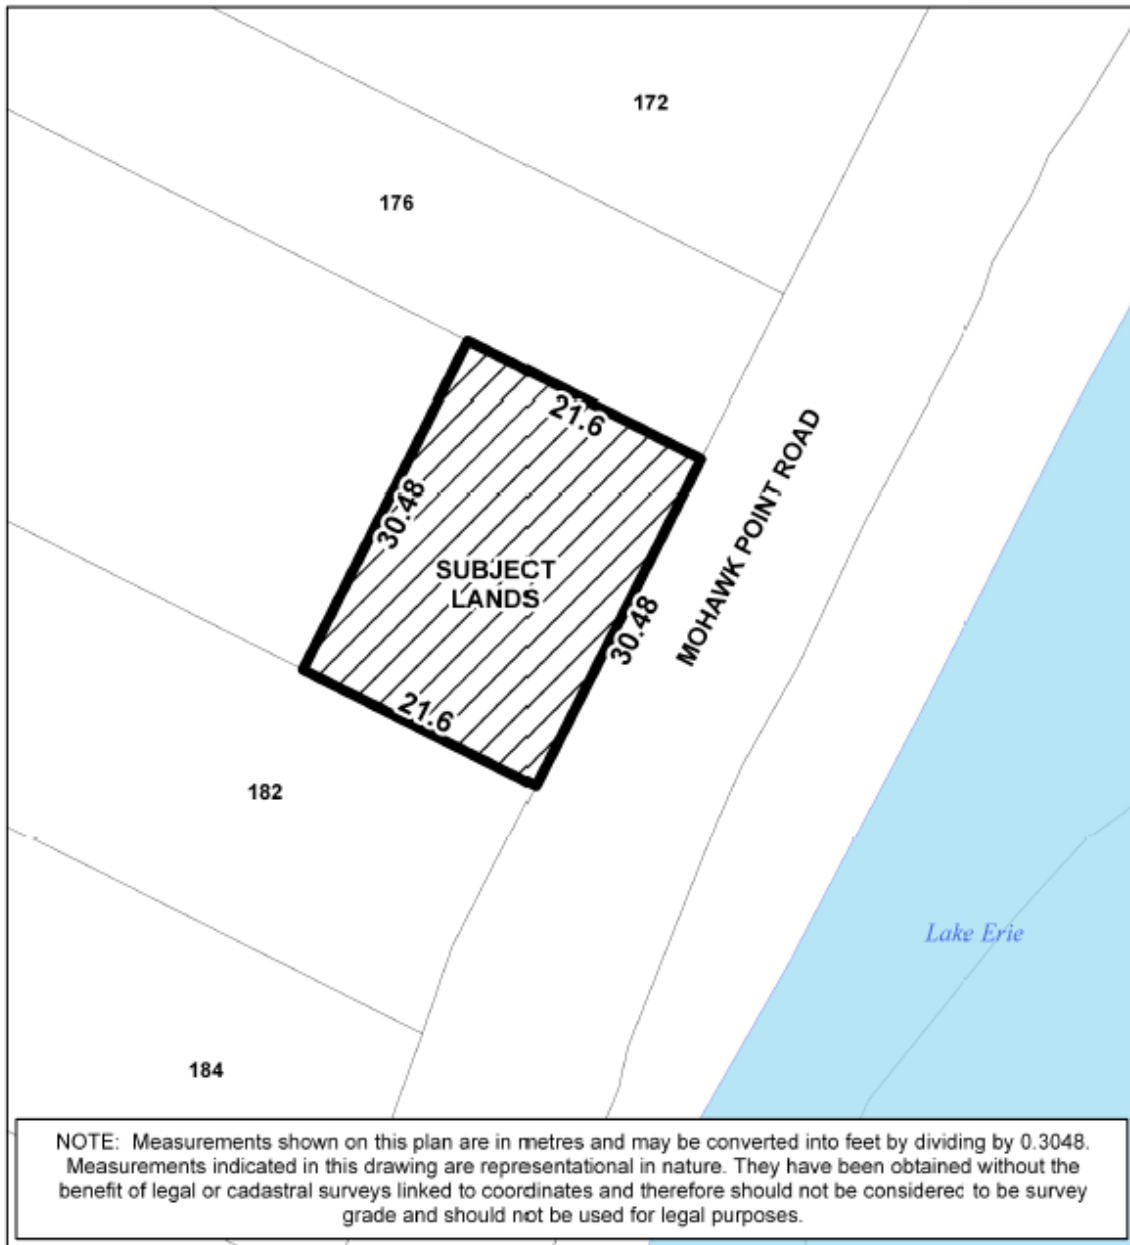 172
176
21.6
30.48
SUBJECT
LANDS
30.48
MOHAWK POINT ROAD
21.6
182
Lake Erie
184
NOTE: Measurements shown on this plan are in metres and may be converted into feet by dividing by 0.3048.
Measurements indicated in this drawing are representational in nature. They have been obtained without the
benefit of legal or cadastral surveys linked to coordinates and therefore should not be considered to be survey
grade and should not be used for legal purposes.